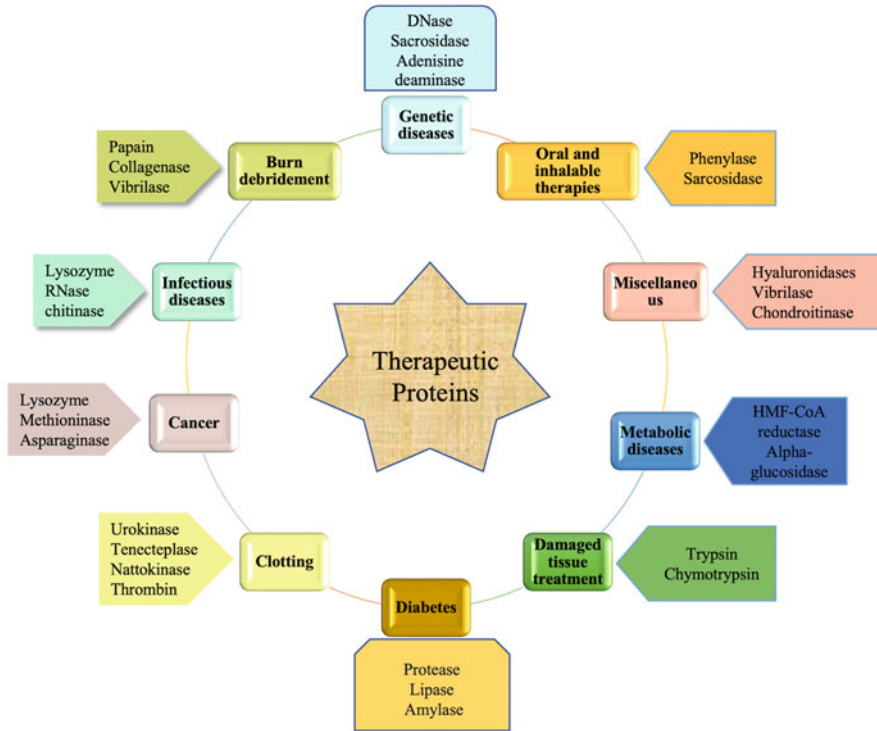 DNase
Sacrosidase
Adenisine
deaminase
Genetic
diseases
Papain
Collagenase
Vibrilase
Burn
debridement
Oral and
inhalable
therapies
Phenylase
Sarcosidase
Lysozyme
RNase
chitinase
Infectious
diseases
Miscellaneo
us
Hyaluronidases
Vibrilase
Chondroitinase
Therapeutic
Proteins
Lysozyme
Methioninase
Asparaginase
Cancer
Metabolic
diseases
HMF-CoA
reductase
Alpha-
glucosidase
Urokinase
Tenecteplase
Nattokinase
Thrombin
Clotting
Damaged
tissue
treatment
Trypsin
Chymotrypsin
Diabetes
Protease
Lipase
Amylase